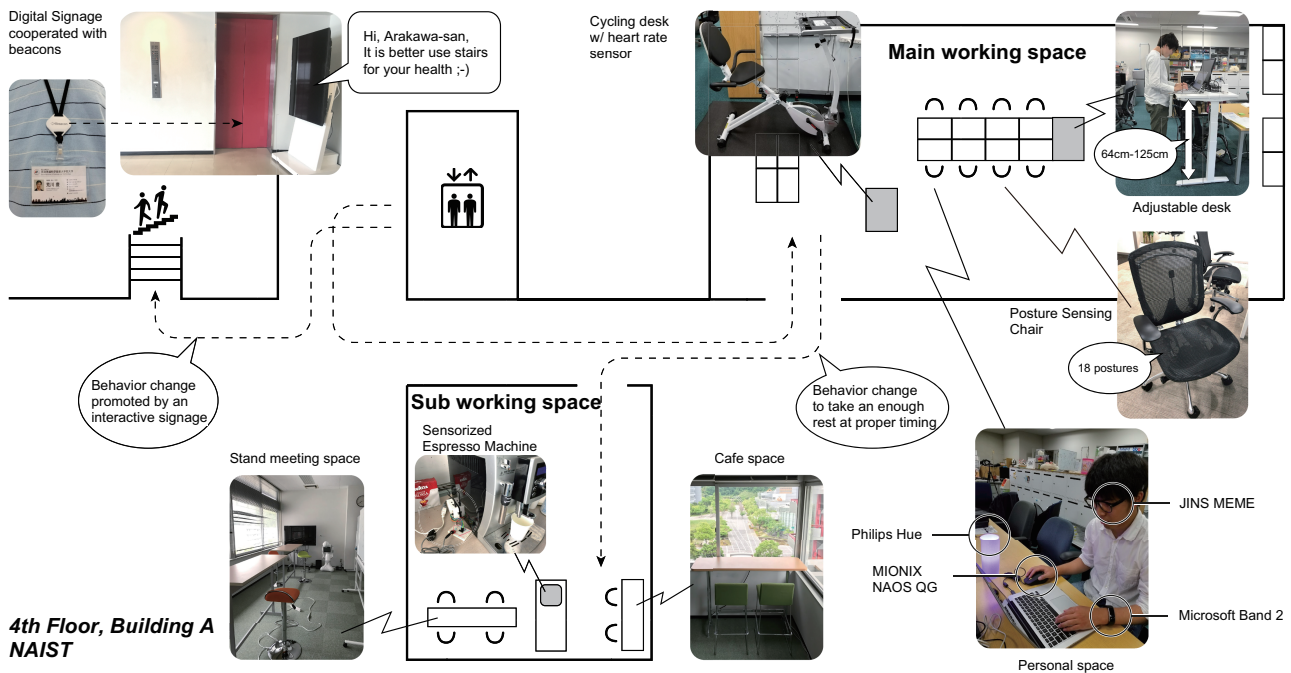 Digital Signage
cooperated with
beacons
Hi, Arakawa-san,
It is better use stairs
for your health ;-)
Cycling desk
w/ heart rate
sensor
Main working space
64cm-125cm
Adjustable desk
Posture Sensing
Chair
18 postures
Behavior change
promoted by an
interactive signage
Behavior change
to take an enough
rest at proper timing
Sub working space
Sensorized
Espresso Machine
Stand meeting space
Cafe space
JINS MEME
Philips Hue
MIONIX
NAOS QG
Microsoft Band 2
Personal space
4th Floor, Building A
NAIST